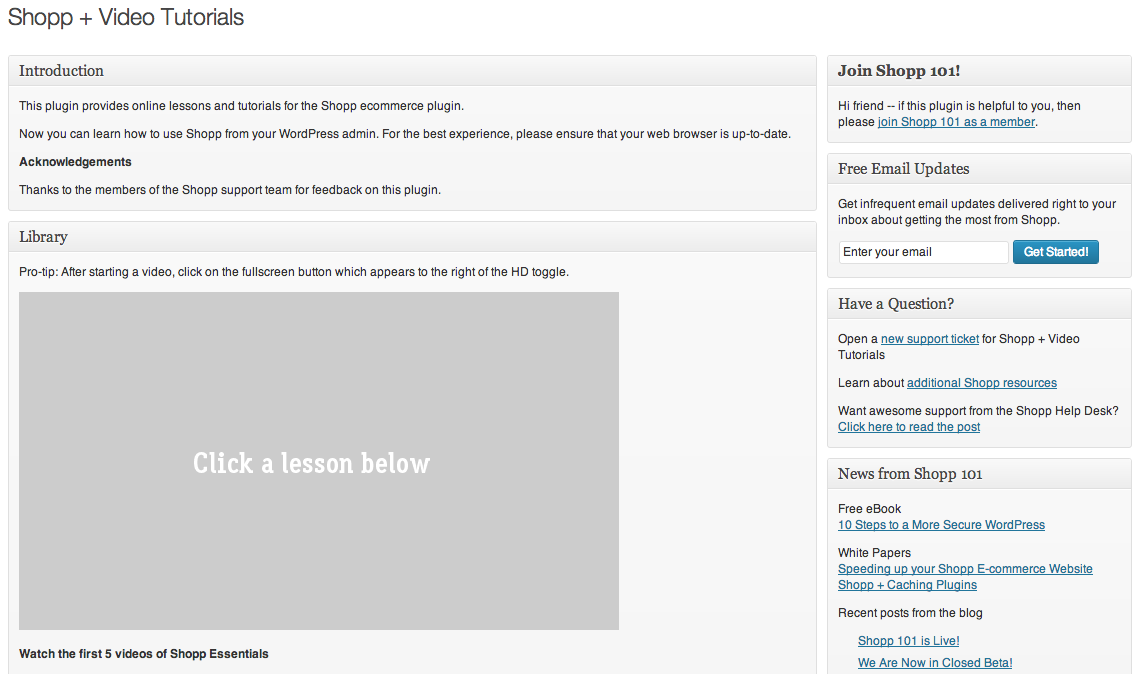 Shopp + Video Tutorials
Introduction
This plugin provides online lessons and tutorials for the Shopp ecommerce plugin.
Now you can learn how to use Shopp from your WordPress admin. For the best experience, please ensure that your web browser is up-to-date.
Acknowledgements
Thanks to the members of the Shopp support team for feedback on this plugin.
Library
Pro-tip: After starting a video, click on the fullscreen button which appears to the right of the HD toggle.
Click a lesson below
Watch the first 5 videos of Shopp Essentials
Join Shopp 101!
Hi friend -- if this plugin is helpful to you, then
please join Shopp 101 as a member.
Free Email Updates
Get infrequent email updates delivered right to your
inbox about getting the most from Shopp.
Enter your email
Get Started!
Have a Question?
Open a new support ticket for Shopp + Video
Tutorials
Learn about additional Shopp resources
Want awesome support from the Shopp Help Desk?
Click here to read the post
News from Shopp 101
Free eBook
10 Steps to a More Secure WordPress
White Papers
Speeding up your Shopp E-commerce Website
Shopp + Caching Plugins
Recent posts from the blog
Shopp 101 is Live!
We Are Now in Closed Beta!